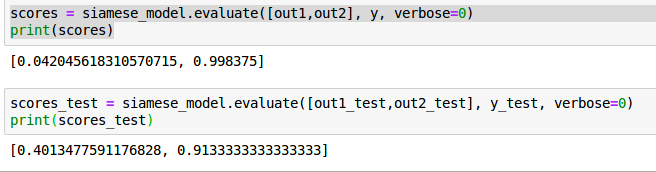 scores = siamese_model.evaluate([out1,out2], y, verbose=0)
print(scores)
[0.042045618310570715, 0.998375]
scores_test = siamese_model.evaluate([out1_test,out2_test], y_test, verbose=0)
print(scores_test)
[0.4013477591176828, 0.9133333333333333]